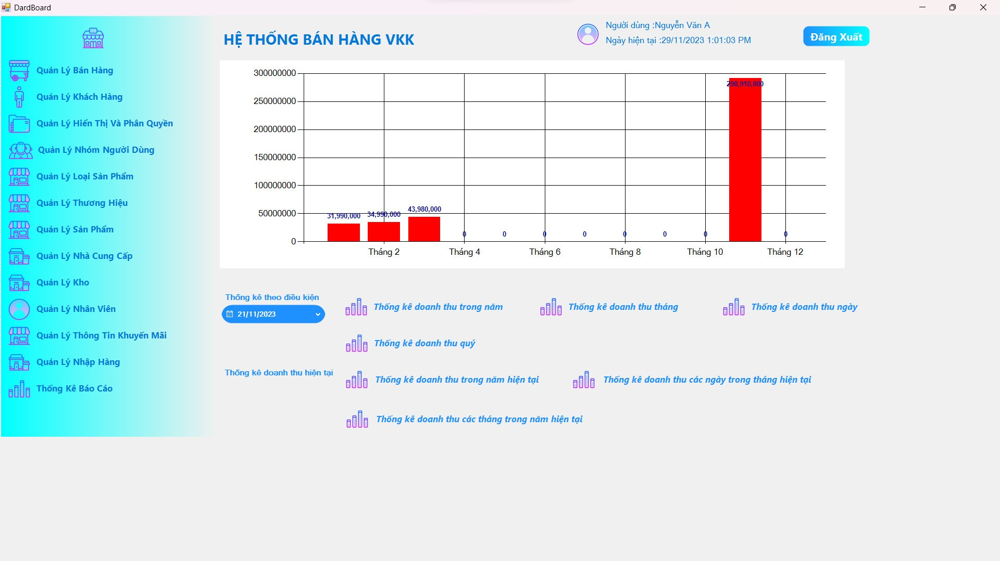 DardBoard
HỆ THỐNG BÁN HÀNG VKK
Người dùng :Nguyễn Văn A
Ngày hiện tại :29/11/2023 1:01:03 PM
Đăng Xuất
Quản Lý Bán Hàng
Quản Lý Khách Hàng
Quản Lý Hiển Thị Và Phân Quyền
Quản Lý Nhóm Người Dùng
Quản Lý Loại Sản Phẩm
Quản Lý Thương Hiệu
Quản Lý Sản Phẩm
Quản Lý Nhà Cung Cấp
Quản Lý Kho
Quản Lý Nhân Viên
Quản Lý Thông Tin Khuyến Mãi
Quản Lý Nhập Hàng
Thống Kê Báo Cáo
300000000
250000000
200000000
150000000
100000000
50000000
0
31,990,000
34,990,000
43,980,000
0
0
0
0
0
0
0
290,910,000
0
Tháng 2
Tháng 4
Tháng 6
Tháng 8
Tháng 10
Tháng 12
Thống kê theo điều kiện
21/11/2023
Thống kê doanh thu trong năm
Thống kê doanh thu tháng
Thống kê doanh thu ngày
Thống kê doanh thu quý
Thống kê doanh thu hiện tại
Thống kê doanh thu trong năm hiện tại
Thống kê doanh thu các ngày trong tháng hiện tại
Thống kê doanh thu các tháng trong năm hiện tại